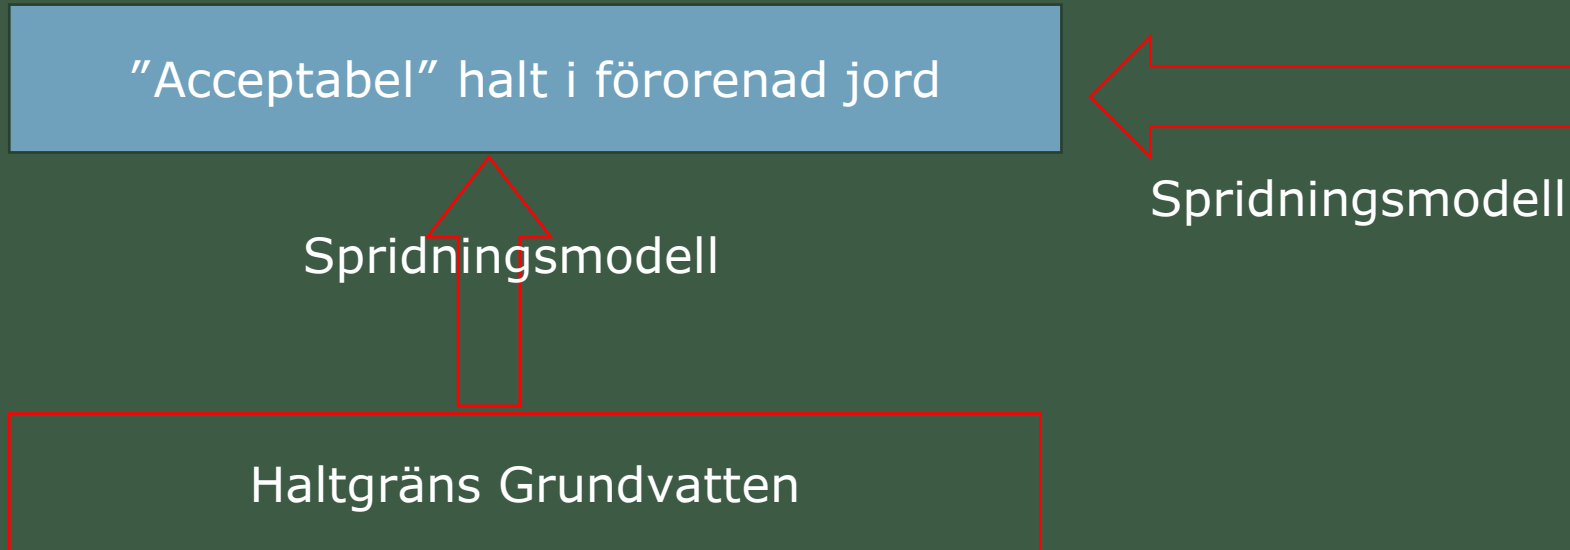 ”Acceptabel” halt i förorenad jord
Spridningsmodell
Spridningsmodell
Haltgräns Grundvatten